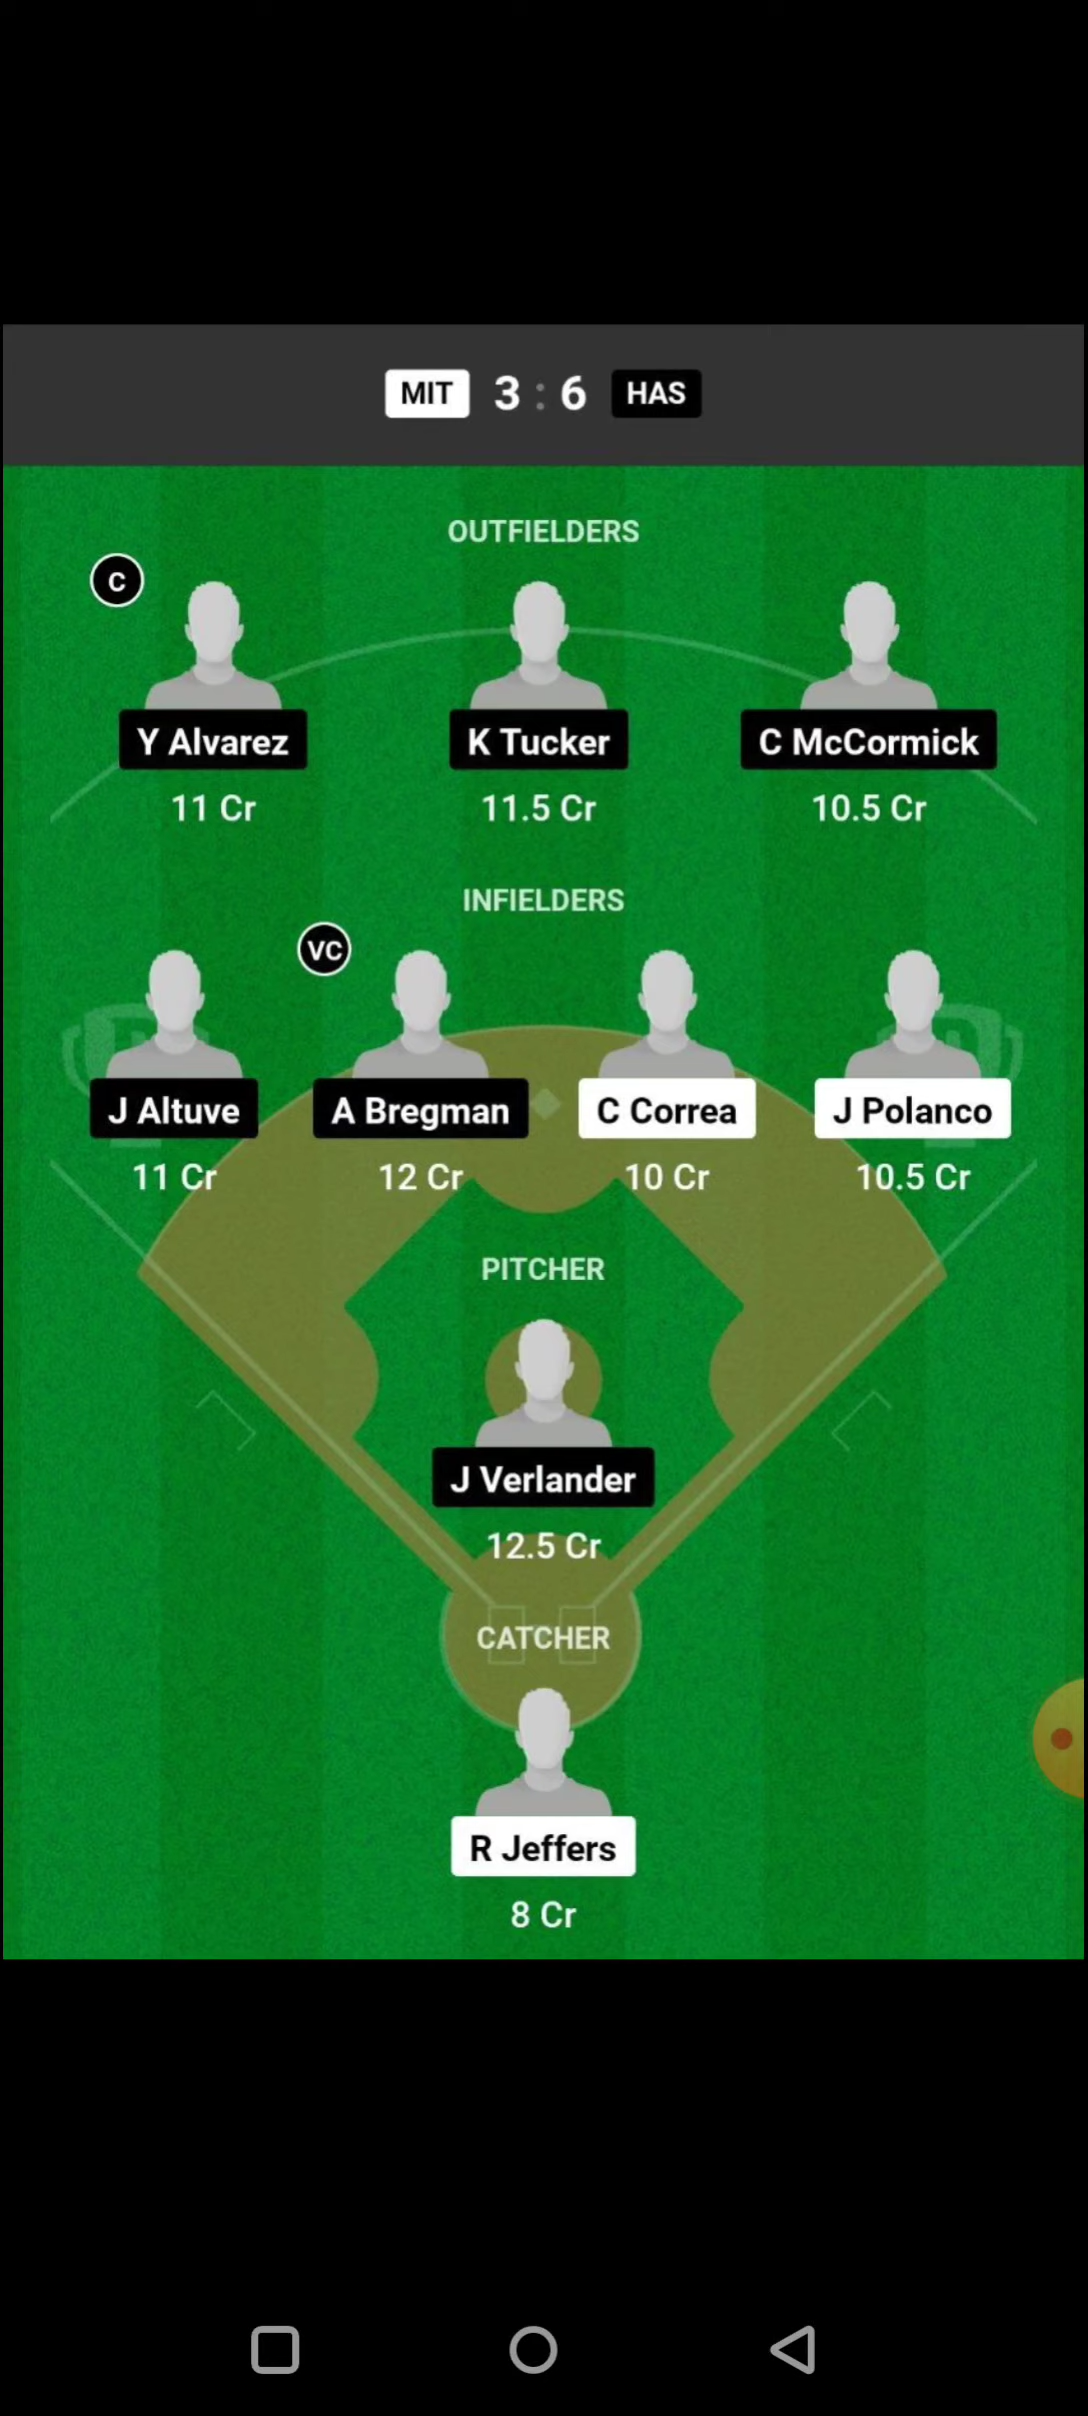 MIT 3 : 6 HAS
OUTFIELDERS
C
Y Alvarez K Tucker C McCormick
11 Cr 11.5 Cr 10.5 Cr
INFIELDERS
VC
J Altuve A Bregman C Correa J Polanco
11 Cr 12 Cr 10 Cr 10.5 Cr
PITCHER
J Verlander
12.5 Cr
CATCHER
R Jeffers
8 Cr